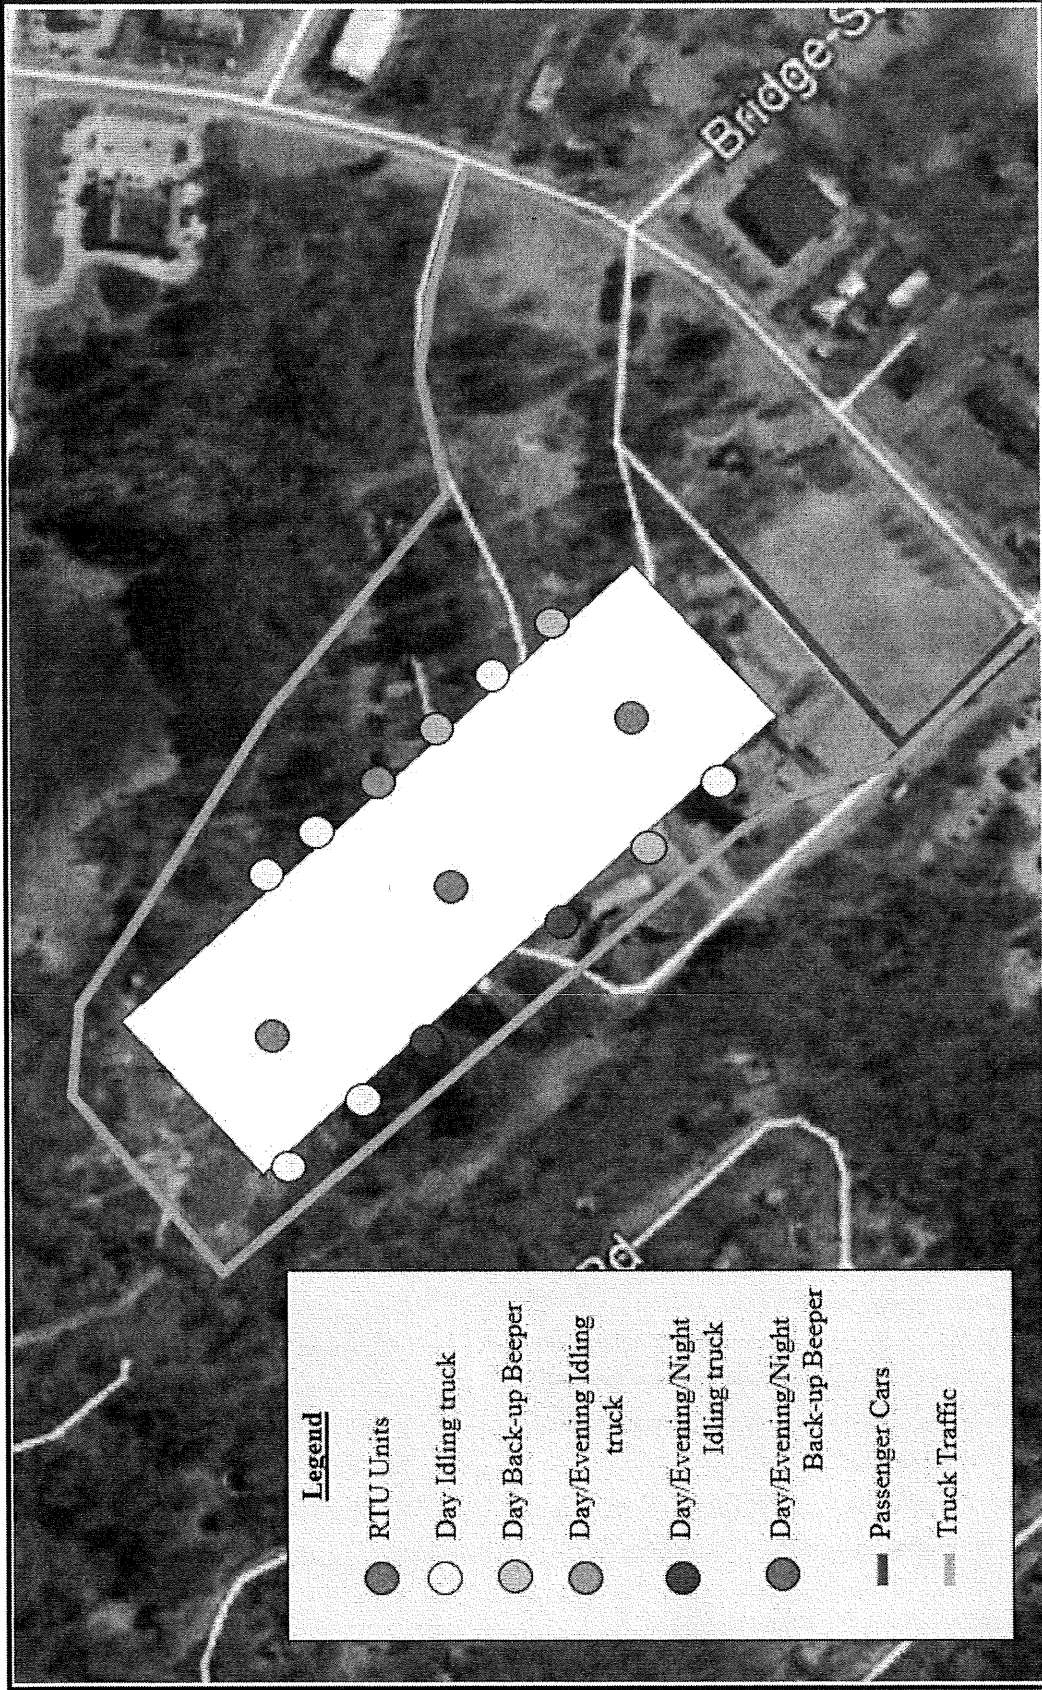 Bridge-S
Rd
Legend
RTU Units
Day Idling truck
Day Back-up Beeper
Day/Evening Idling
truck
Day/Evening/Night
Idling truck
Day/Evening/Night
Back-up Beeper
Passenger Cars
Truck Traffic